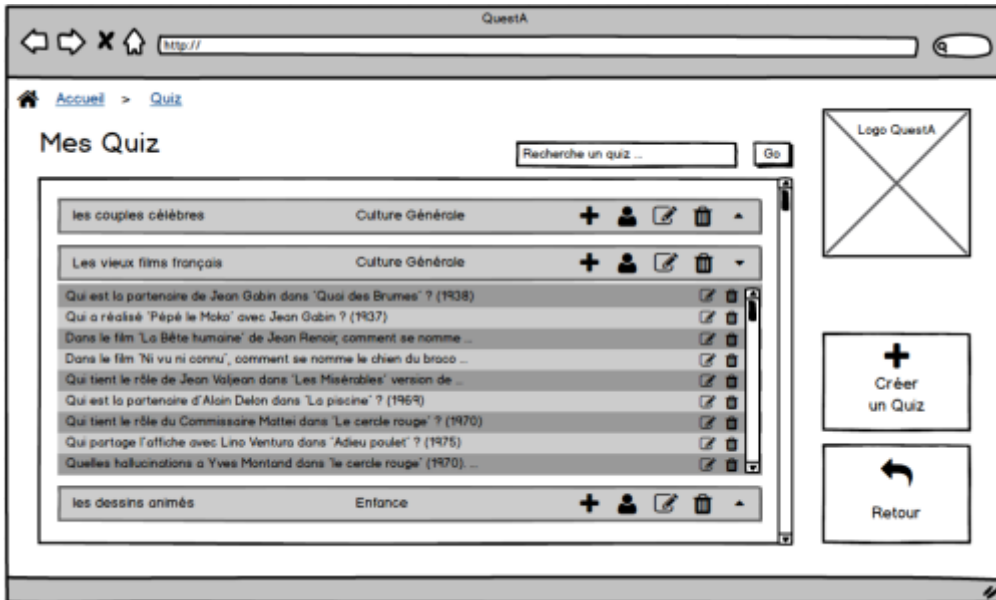 QuestA
http://
Accueil > Quiz
Mes Quiz
Recherche un quiz ...
Go
Logo QuestA
les couples célèbres Culture Générale
Les vieux films français Culture Générale
Qui est la partenaire de Jean Gabin dans "Quai des Brumes" ? (1938)
Qui a réalisé "Pépé le Moko" avec Jean Gabin ? (1937)
Dans le film "La Bête humaine" de Jean Renoir, comment se nomme ...
Dans le film "Ni vu ni connu", comment se nomme le chien du braco ...
Qui tient le rôle de Jean Valjean dans "Les Misérables" version de ...
Qui est la partenaire d'Alain Delon dans "La piscine" ? (1969)
Qui tient le rôle du Commissaire Mattei dans "Le cercle rouge" ? (1970)
Qui partage l'affiche avec Lino Ventura dans "Adieu poulet" ? (1975)
Quelles hallucinations a Yves Montand dans "le cercle rouge" (1970). ...
les dessins animés Enfance
Créer
un Quiz
Retour